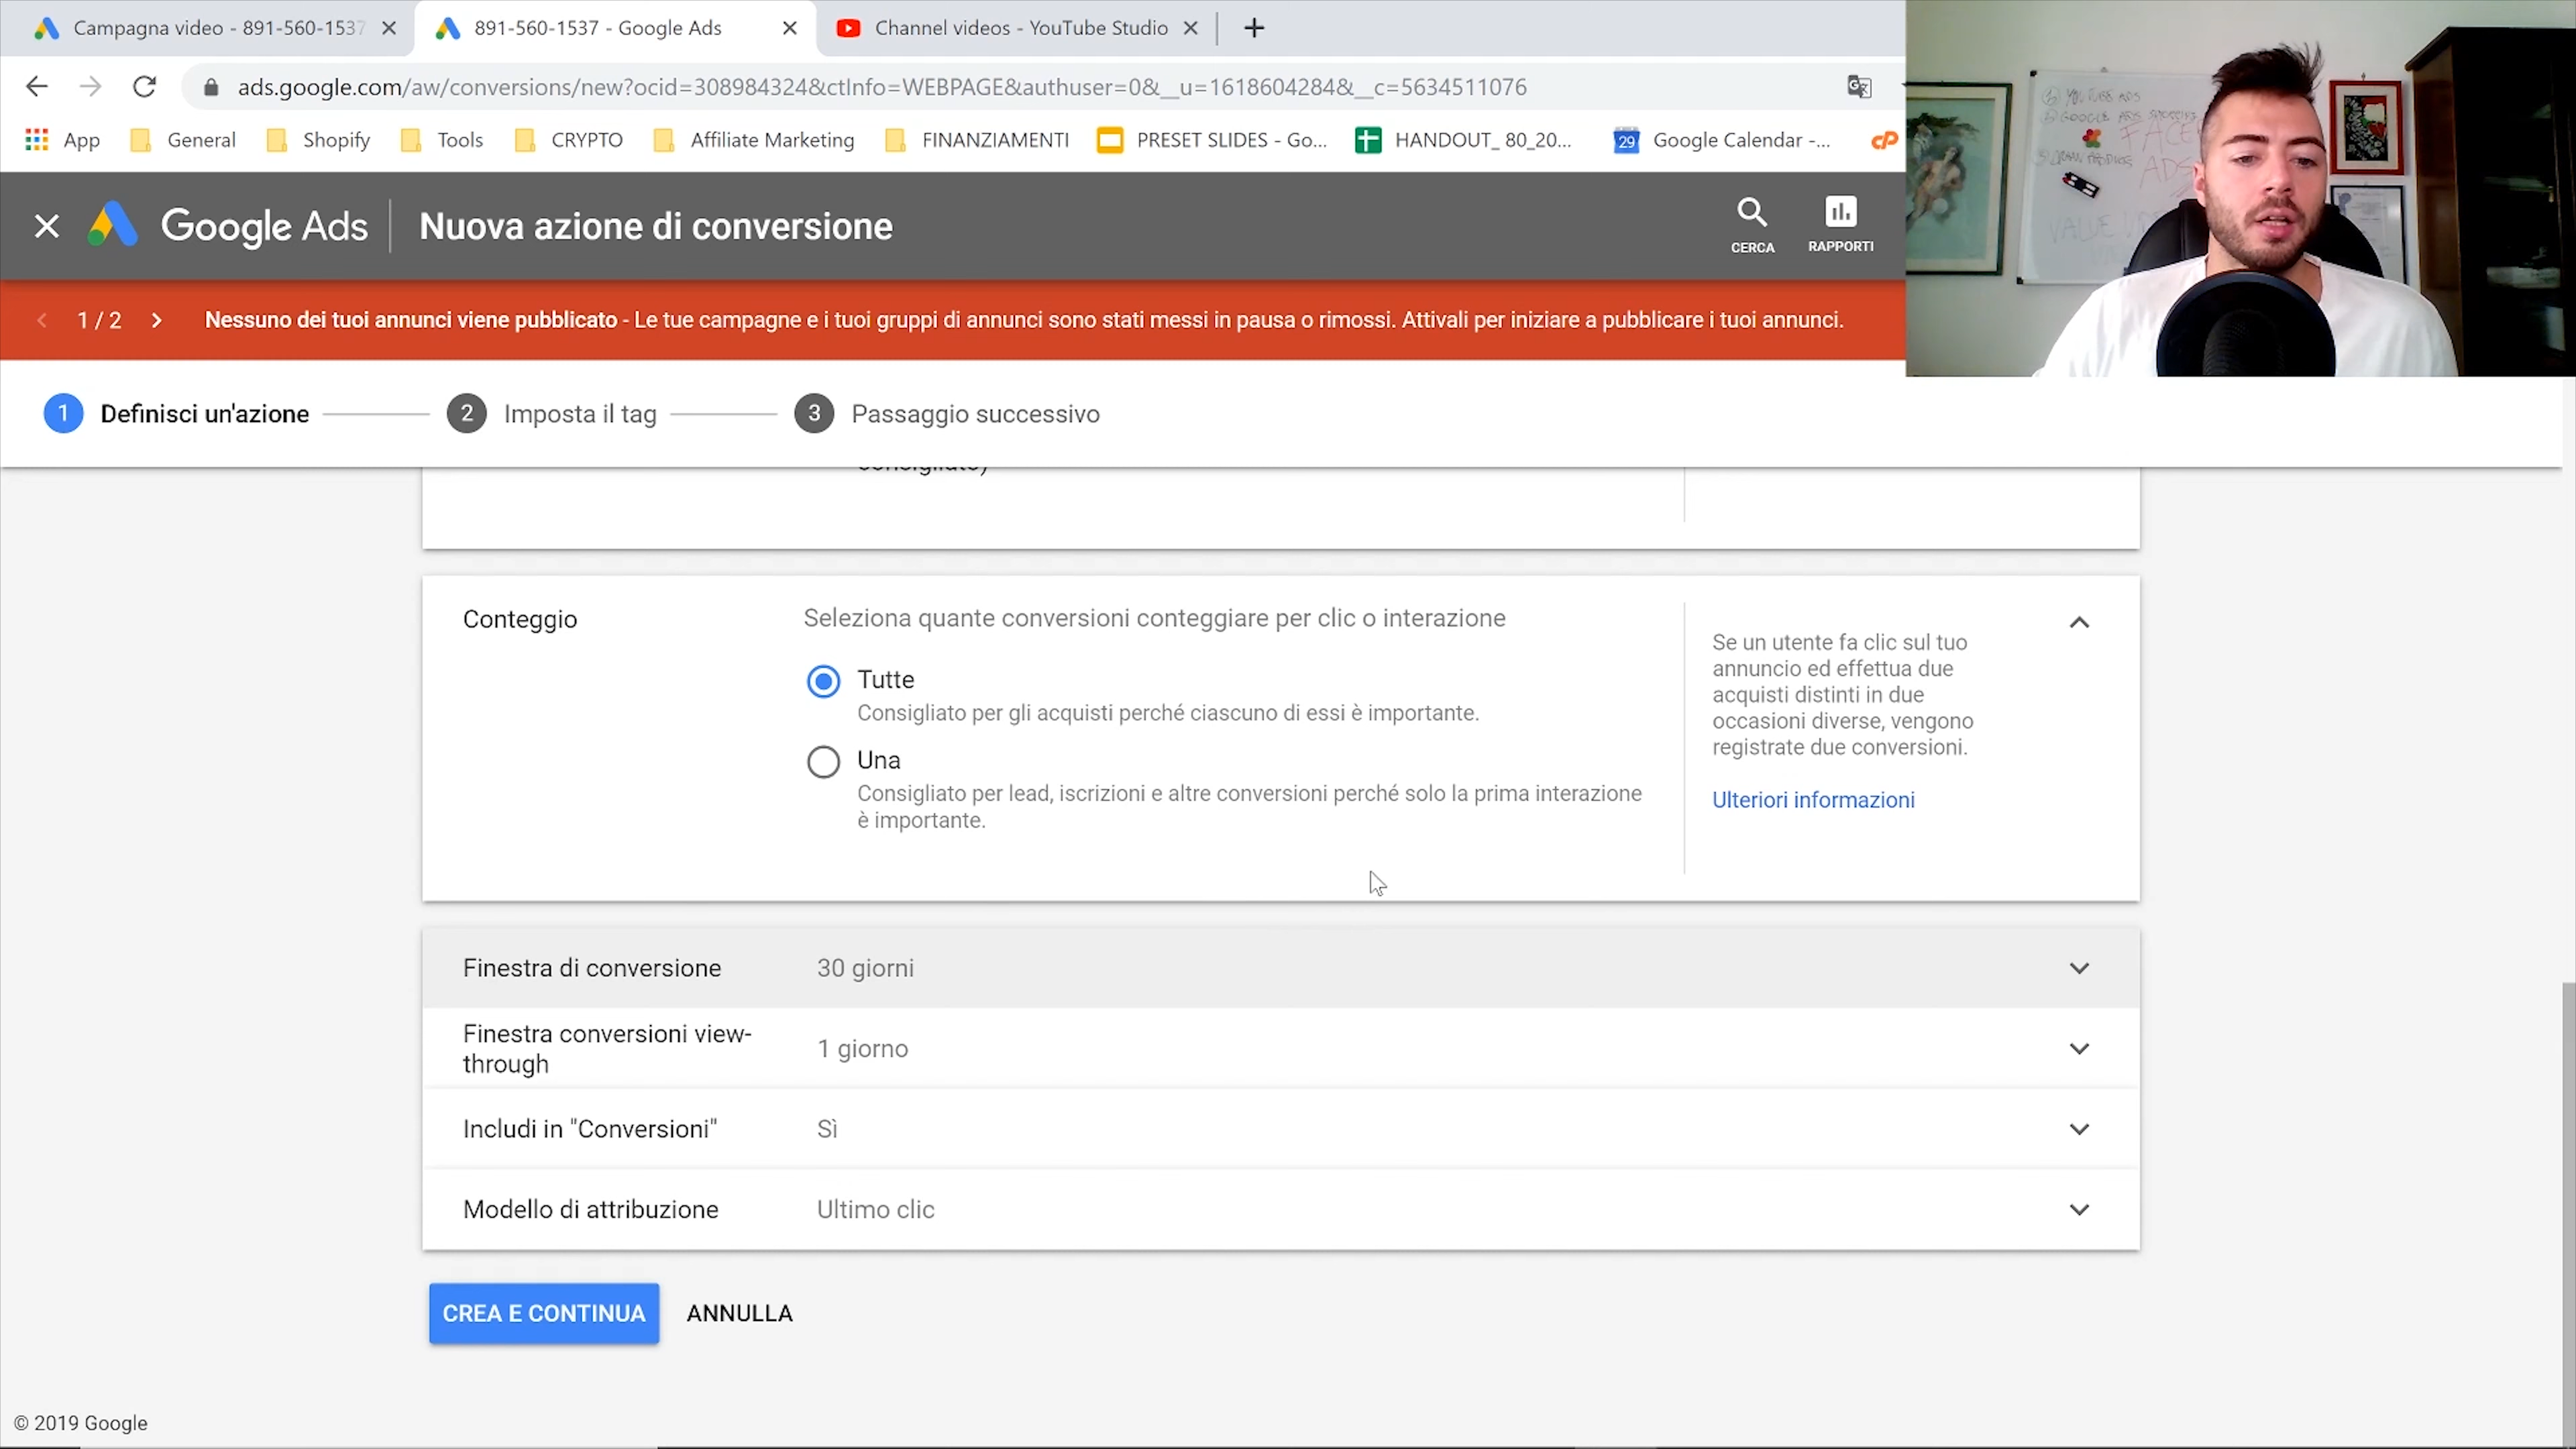 Campagna video - 891-560-1537
891-560-1537 - Google Ads
Channel videos - YouTube Studio
ads.google.com/aw/conversions/new?ocid=308984324&ctInfo=WEBPAGE&authuser=0&__u=1618604284&__c=5634511076
App
General
Shopify
Tools
CRYPTO
Affiliate Marketing
FINANZIAMENTI
PRESET SLIDES - Go...
HANDOUT_ 80_20...
29
Google Calendar -...
Google Ads
Nuova azione di conversione
CERCA
RAPPORTI
1 / 2
Nessuno dei tuoi annunci viene pubblicato - Le tue campagne e i tuoi gruppi di annunci sono stati messi in pausa o rimossi. Attivali per iniziare a pubblicare i tuoi annunci.
1 Definisci un'azione
2 Imposta il tag
3 Passaggio successivo
consigliato)
Conteggio
Seleziona quante conversioni conteggiare per clic o interazione
Tutte
Consigliato per gli acquisti perché ciascuno di essi è importante.
Una
Consigliato per lead, iscrizioni e altre conversioni perché solo la prima interazione
è importante.
Se un utente fa clic sul tuo
annuncio ed effettua due
acquisti distinti in due
occasioni diverse, vengono
registrate due conversioni.
Ulteriori informazioni
Finestra di conversione
30 giorni
Finestra conversioni view-
through
1 giorno
Includi in "Conversioni"
Sì
Modello di attribuzione
Ultimo clic
CREA E CONTINUA
ANNULLA
© 2019 Google